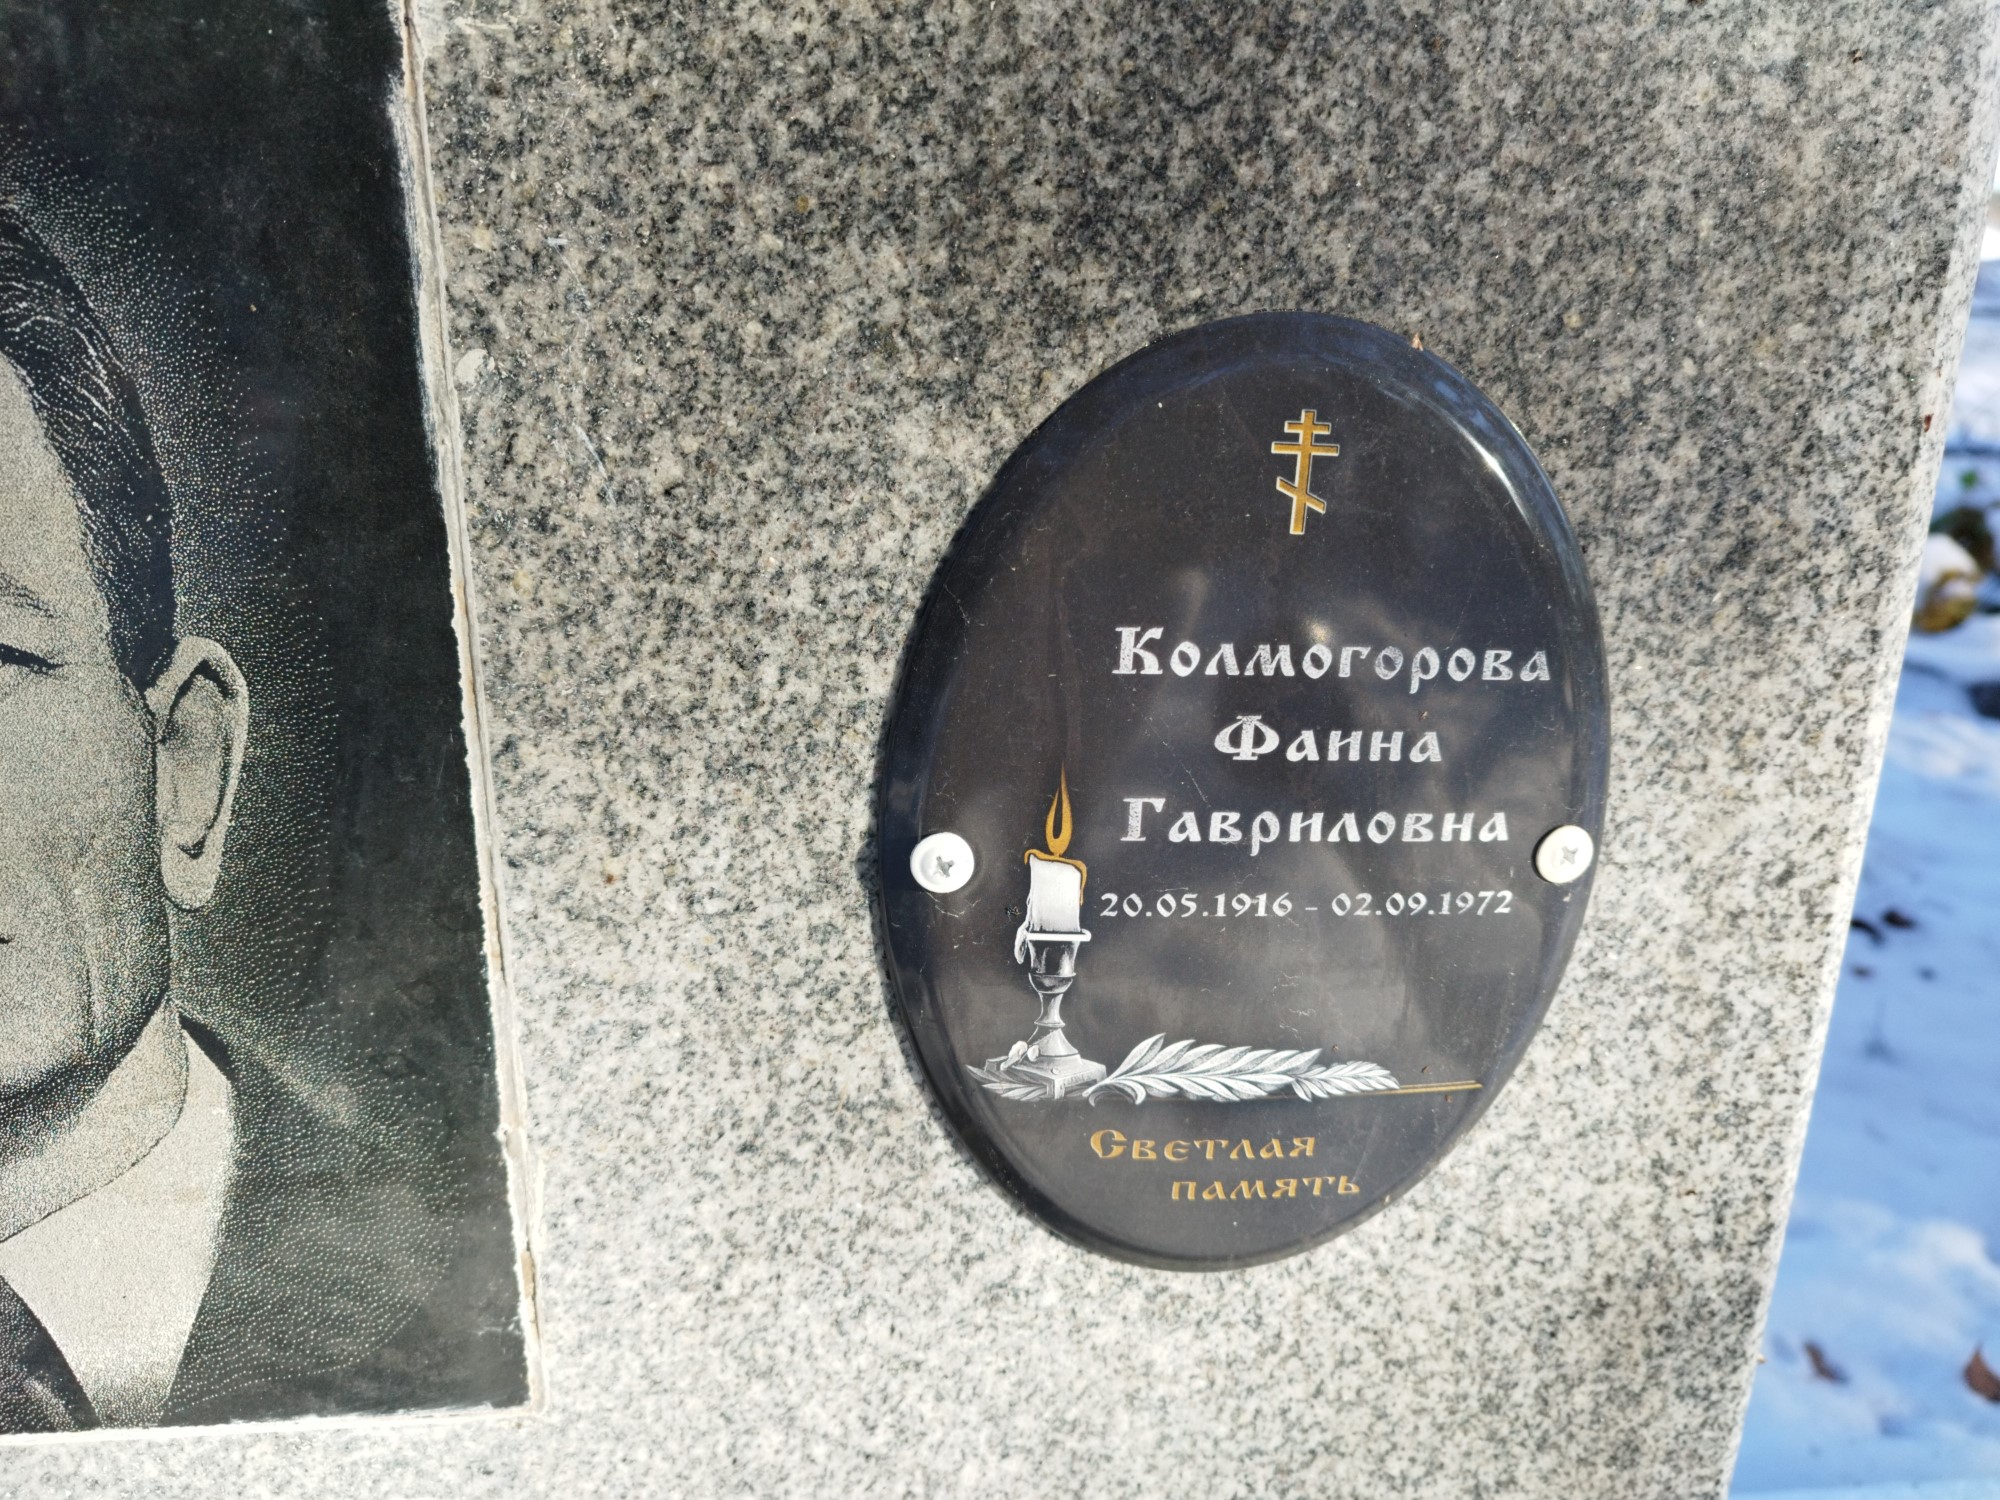 Колмогорова
Фаина
Гавриловна
20.05.1916 - 02.09.1972
Светлая
память